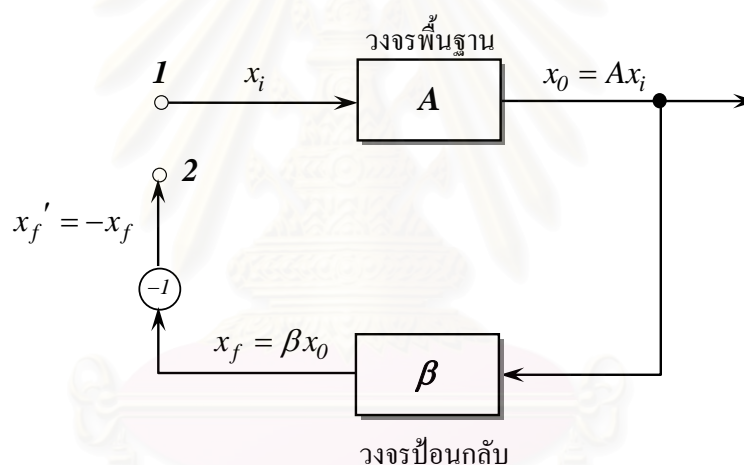 วงจรพื้นฐาน
1
x_i
A
x_0 = Ax_i
2
x_f' = −x_f
−1
x_f = βx_0
β
วงจรป้อนกลับ